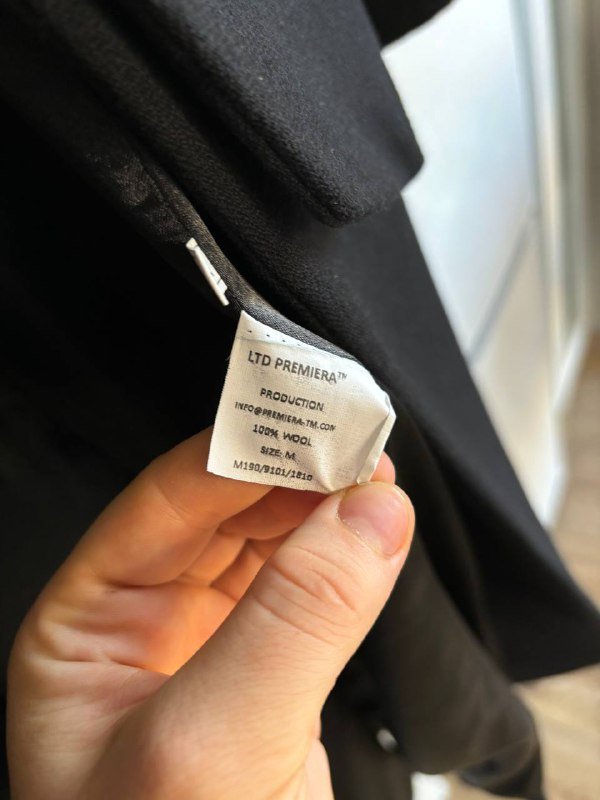 LTD PREMIERA™
PRODUCTION
INFO@PREMIERA-TM.COM
100% WOOL
SIZE: M
M190/9101/1810